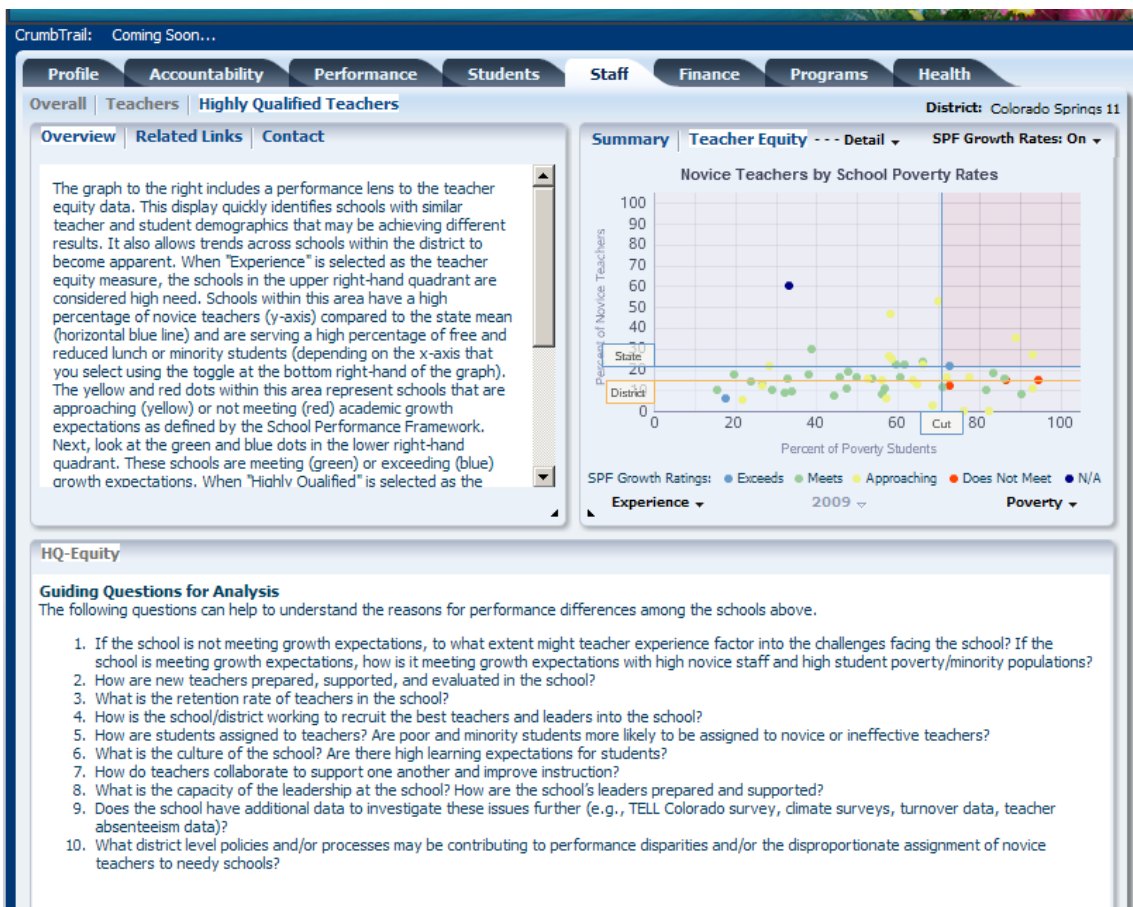 CrumbTrail: Coming Soon...
Profile Accountability Performance Students Staff Finance Programs Health
Overall | Teachers | Highly Qualified Teachers
District: Colorado Springs 11
Overview | Related Links | Contact
The graph to the right includes a performance lens to the teacher
equity data. This display quickly identifies schools with similar
teacher and student demographics that may be achieving different
results. It also allows trends across schools within the district to
become apparent. When "Experience" is selected as the teacher
equity measure, the schools in the upper right-hand quadrant are
considered high need. Schools within this area have a high
percentage of novice teachers (y-axis) compared to the state mean
(horizontal blue line) and are serving a high percentage of free and
reduced lunch or minority students (depending on the x-axis that
you select using the toggle at the bottom right-hand of the graph).
The yellow and red dots within this area represent schools that are
approaching (yellow) or not meeting (red) academic growth
expectations as defined by the School Performance Framework.
Next, look at the green and blue dots in the lower right-hand
quadrant. These schools are meeting (green) or exceeding (blue)
growth expectations. When "Highly Qualified" is selected as the
Summary | Teacher Equity - - - Detail SPF Growth Rates: On
Novice Teachers by School Poverty Rates
Percent of Novice Teachers
100
90
80
70
60
50
40
30
State
20
District
10
0
0 20 40 60 Cut 80 100
Percent of Poverty Students
SPF Growth Ratings: Exceeds Meets Approaching Does Not Meet N/A
Experience 2009 Poverty
HQ-Equity
Guiding Questions for Analysis
The following questions can help to understand the reasons for performance differences among the schools above.
1. If the school is not meeting growth expectations, to what extent might teacher experience factor into the challenges facing the school? If the
school is meeting growth expectations, how is it meeting growth expectations with high novice staff and high student poverty/minority populations?
2. How are new teachers prepared, supported, and evaluated in the school?
3. What is the retention rate of teachers in the school?
4. How is the school/district working to recruit the best teachers and leaders into the school?
5. How are students assigned to teachers? Are poor and minority students more likely to be assigned to novice or ineffective teachers?
6. What is the culture of the school? Are there high learning expectations for students?
7. How do teachers collaborate to support one another and improve instruction?
8. What is the capacity of the leadership at the school? How are the school's leaders prepared and supported?
9. Does the school have additional data to investigate these issues further (e.g., TELL Colorado survey, climate surveys, turnover data, teacher
absenteeism data)?
10. What district level policies and/or processes may be contributing to performance disparities and/or the disproportionate assignment of novice
teachers to needy schools?